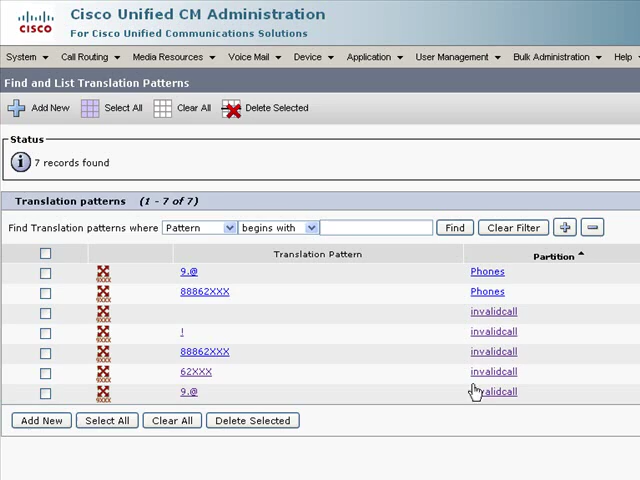 Cisco Unified CM Administration
CISCO
For Cisco Unified Communications Solutions
System Call Routing Media Resources Voice Mail Device Application User Management Bulk Administration Help
Find and List Translation Patterns
Add New Select All Clear All Delete Selected
Status
i 7 records found
Translation patterns (1 - 7 of 7)
Find Translation patterns where Pattern begins with Find Clear Filter + −
Translation Pattern Partition
9.@ Phones
88862XXX Phones
invalidcall
! invalidcall
88862XXX invalidcall
62XXX invalidcall
9.@
Add New Select All Clear All Delete Selected